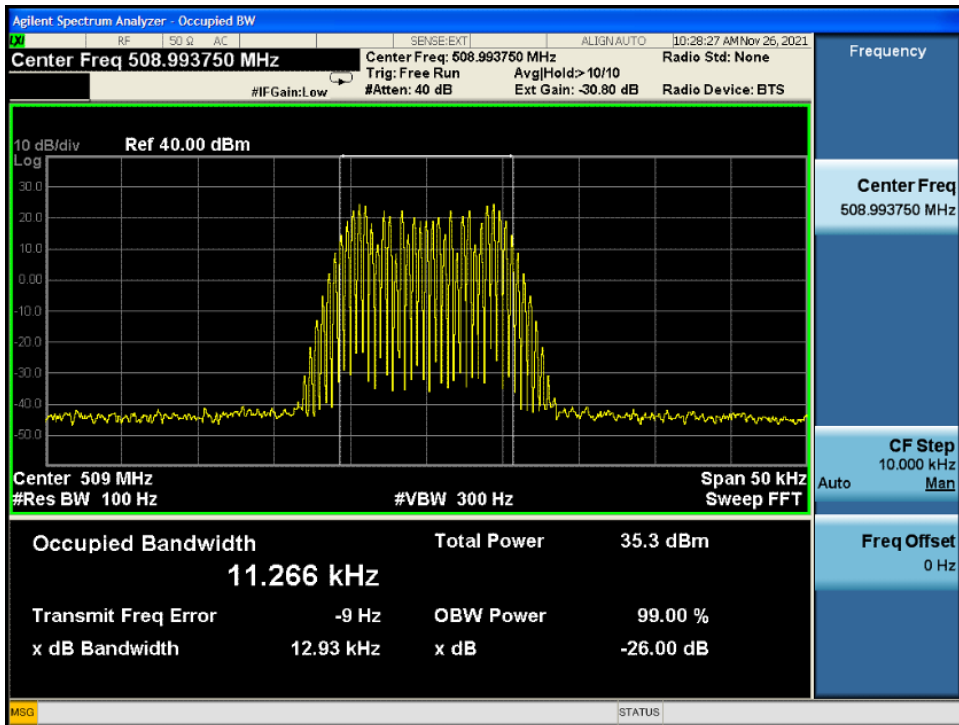 Agilent Spectrum Analyzer - Occupied BW
LXI RF 50 Ω AC SENSE:EXT ALIGN AUTO 10:28:27 AM Nov 26, 2021
Center Freq 508.993750 MHz
Center Freq: 508.993750 MHz Radio Std: None
Trig: Free Run Avg|Hold:> 10/10
#IFGain:Low #Atten: 40 dB Ext Gain: -30.80 dB Radio Device: BTS
Frequency
10 dB/div Ref 40.00 dBm
Log
30.0
20.0
10.0
0.00
-10.0
-20.0
-30.0
-40.0
-50.0
Center 509 MHz Span 50 kHz
#Res BW 100 Hz #VBW 300 Hz Sweep FFT
Center Freq
508.993750 MHz
CF Step
10.000 kHz
Auto Man
Freq Offset
0 Hz
Occupied Bandwidth Total Power 35.3 dBm
11.266 kHz
Transmit Freq Error -9 Hz OBW Power 99.00 %
x dB Bandwidth 12.93 kHz x dB -26.00 dB
MSG STATUS